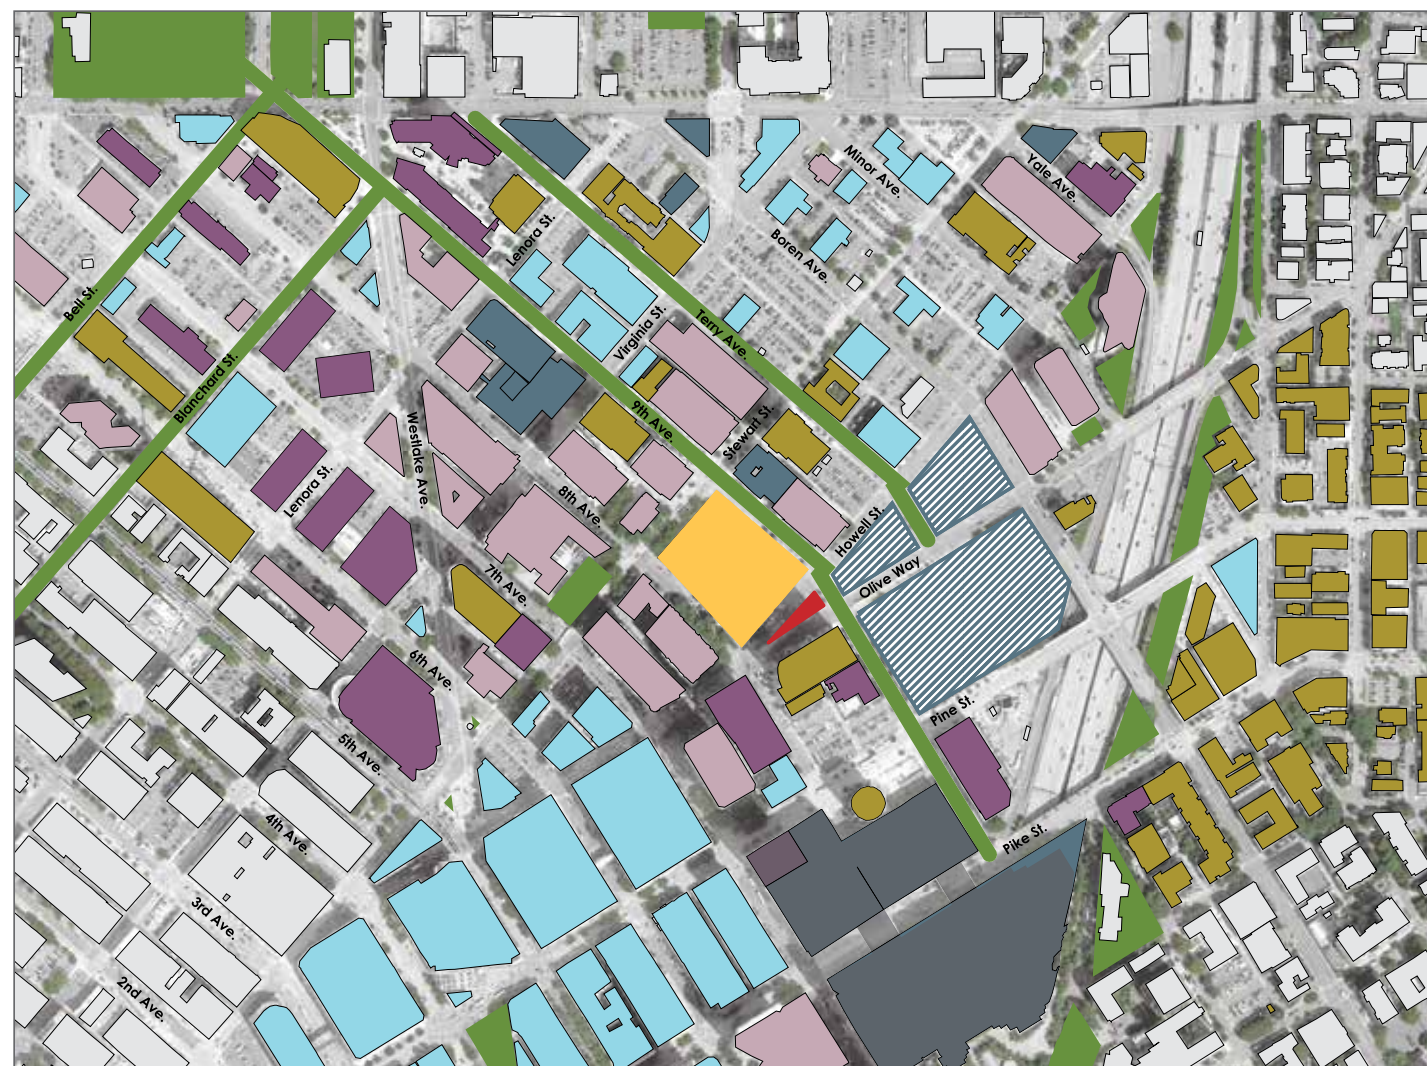 Minor Ave.
Yale Ave.
Lenora St.
Boren Ave.
Bell St.
Virginia St.
Terry Ave.
Blanchard St.
9th Ave.
Stewart St.
Westlake Ave.
Lenora St.
8th Ave.
Howell St.
Olive Way
7th Ave.
6th Ave.
Pine St.
5th Ave.
4th Ave.
Pike St.
3rd Ave.
2nd Ave.